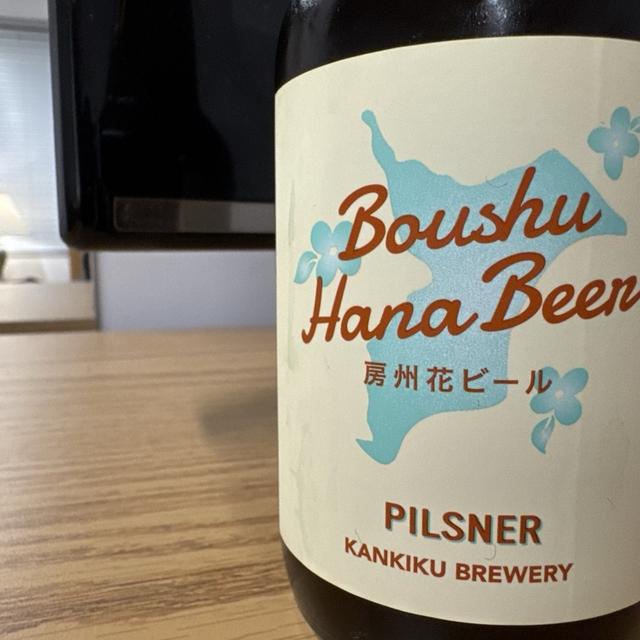 Boushu
Hana Beer
房州花ビール
PILSNER
KANKIKU BREWERY